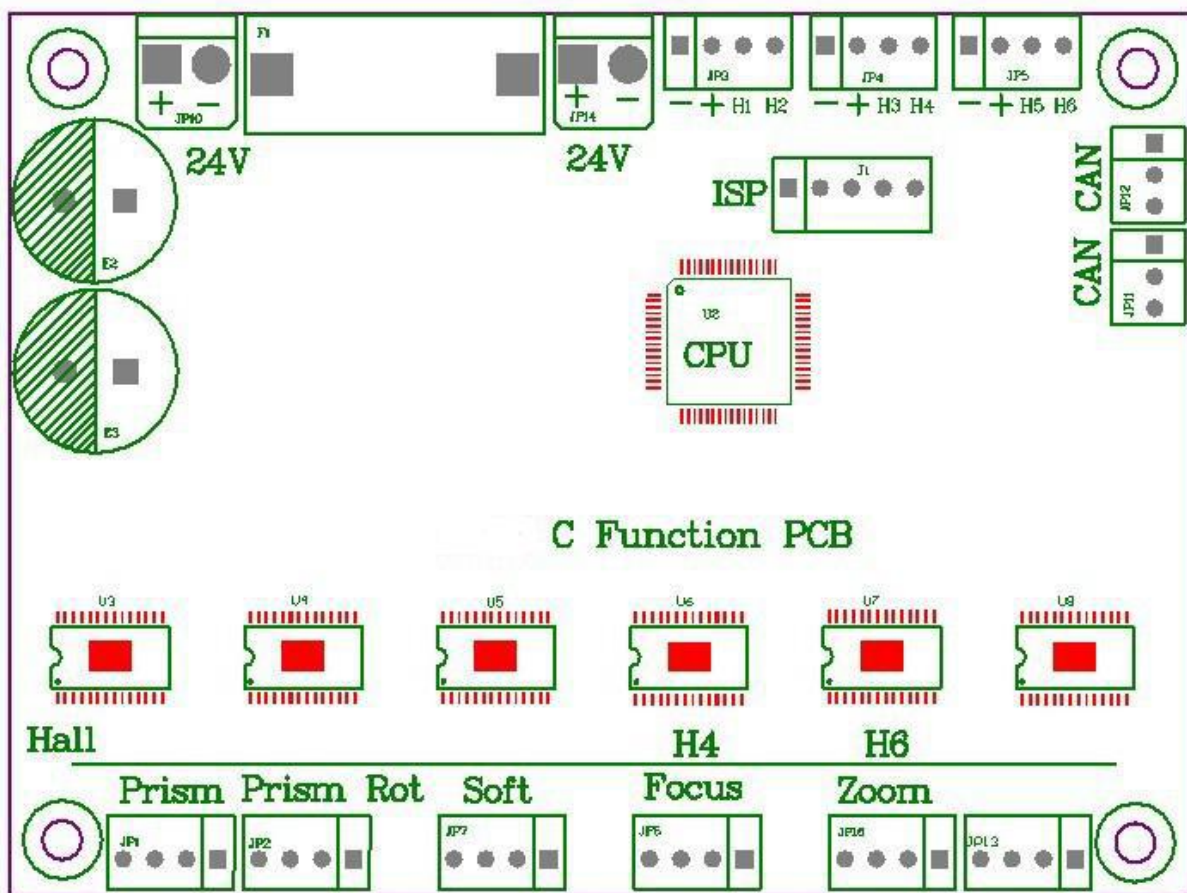 F1
JP3 JP4 JP5
+ − JP10
+ − JP14
− + H1 H2
− + H3 H4
− + H5 H6
24V
24V
ISP J1
CAN JP12
CAN JP11
E2
E3
U2
CPU
C Function PCB
U3 U4 U5 U6 U7
Hall H4 H6
Prism Prism Rot Soft Focus Zoom
JP1 JP2 JP7 JP16 JP13